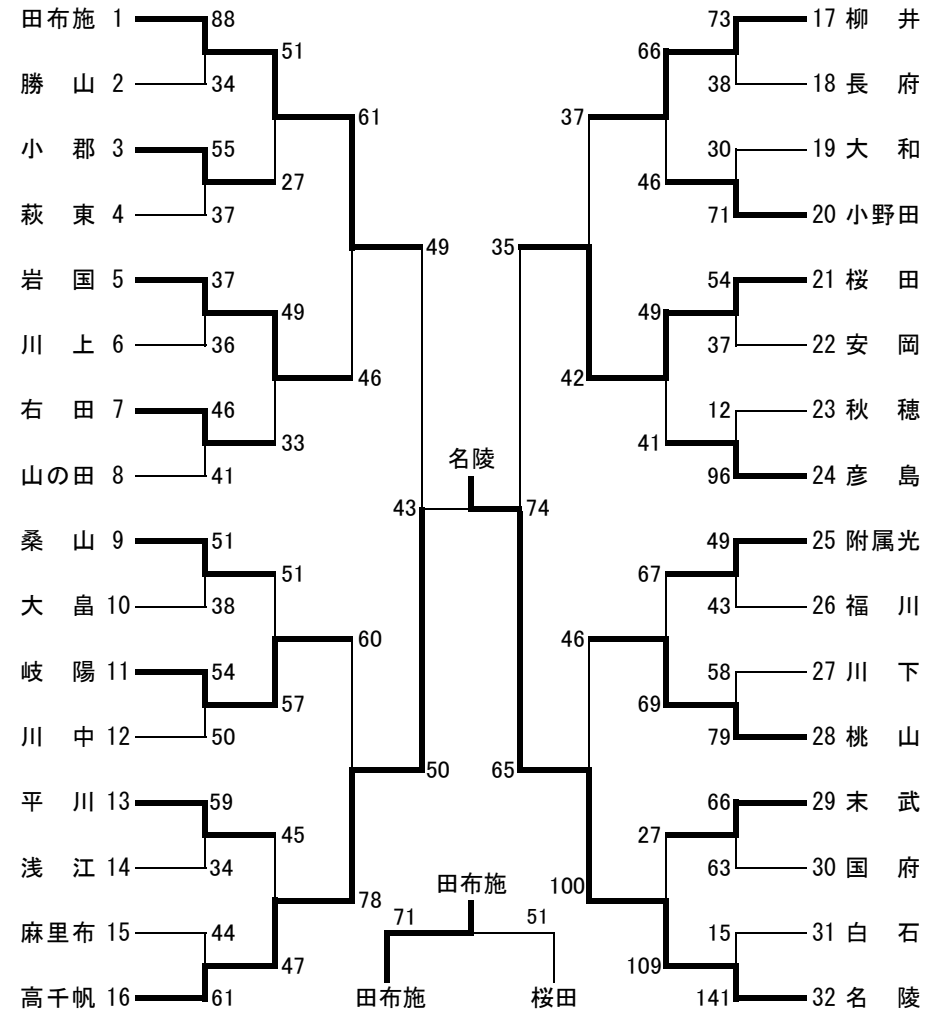 田布施 1 88 73 17 柳 井
51 66
勝 山 2 34 38 18 長 府
61 37
小 郡 3 55 30 19 大 和
27 46
萩 東 4 37 71 20 小野田
49 35
岩 国 5 37 54 21 桜 田
49 49
川 上 6 36 37 22 安 岡
46 42
右 田 7 46 12 23 秋 穂
33 41
名陵
山の田 8 41 96 24 彦 島
43 74
桑 山 9 51 49 25 附属光
51 67
大 畠 10 38 43 26 福 川
60 46
岐 陽 11 54 58 27 川 下
57 69
川 中 12 50 79 28 桃 山
50 65
平 川 13 59 66 29 末 武
45 27
浅 江 14 34 63 30 国 府
田布施
78 100
71 51
麻里布 15 44 15 31 白 石
47 109
高千帆 16 61 田布施 桜田 141 32 名 陵